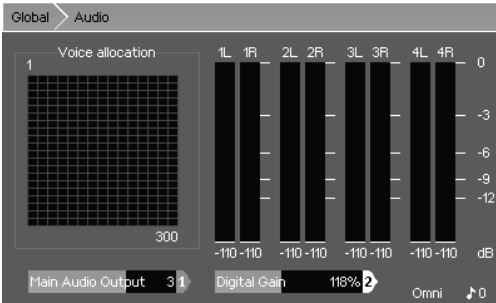 Global Audio
Voice allocation
1
300
1L 1R 2L 2R 3L 3R 4L 4R
0
-3
-6
-9
-12
-110 -110 -110 -110 -110 -110 -110 -110 dB
Main Audio Output 3 1
Digital Gain 118% 2
Omni ♪0